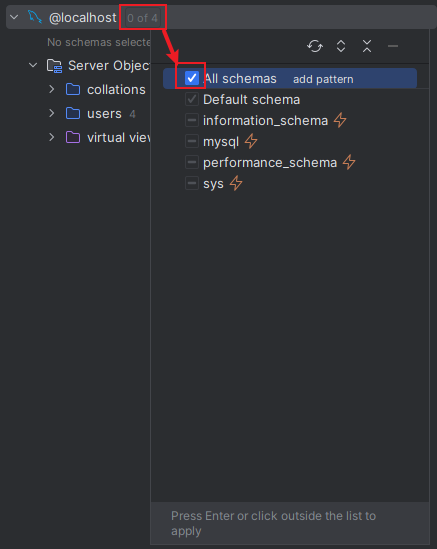 @localhost 0 of 4
No schemas selecte
All schemas add pattern
Server Objec
Default schema
collations
information_schema
users 4
mysql
virtual view
performance_schema
sys
Press Enter or click outside the list to
apply